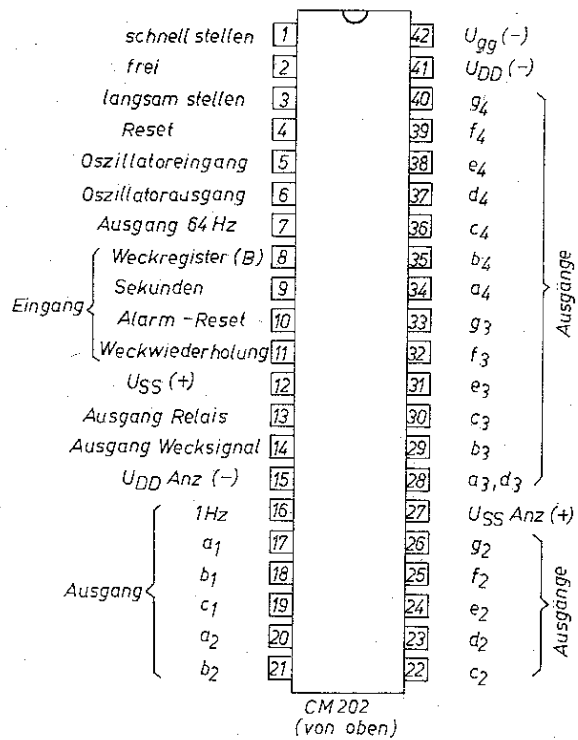 schnell stellen 1 42 Ugg (-)
frei 2 41 UDD (-)
langsam stellen 3 40 g4
Reset 4 39 f4
Oszillatoreingang 5 38 e4
Oszillatorausgang 6 37 d4
Ausgang 64 Hz 7 36 c4
Weckregister (B) 8 35 b4
Sekunden 9 34 a4
Eingang
Alarm - Reset 10 33 g3
Weckwiederholung 11 32 f3
USS (+) 12 31 e3
Ausgang Relais 13 30 c3
Ausgang Wecksignal 14 29 b3
UDD Anz (-) 15 28 a3, d3
Ausgänge
1Hz 16 27 USS Anz (+)
a1 17 26 g2
b1 18 25 f2
Ausgang
c1 19 24 e2
a2 20 23 d2
b2 21 22 c2
Ausgänge
CM 202
(von oben)